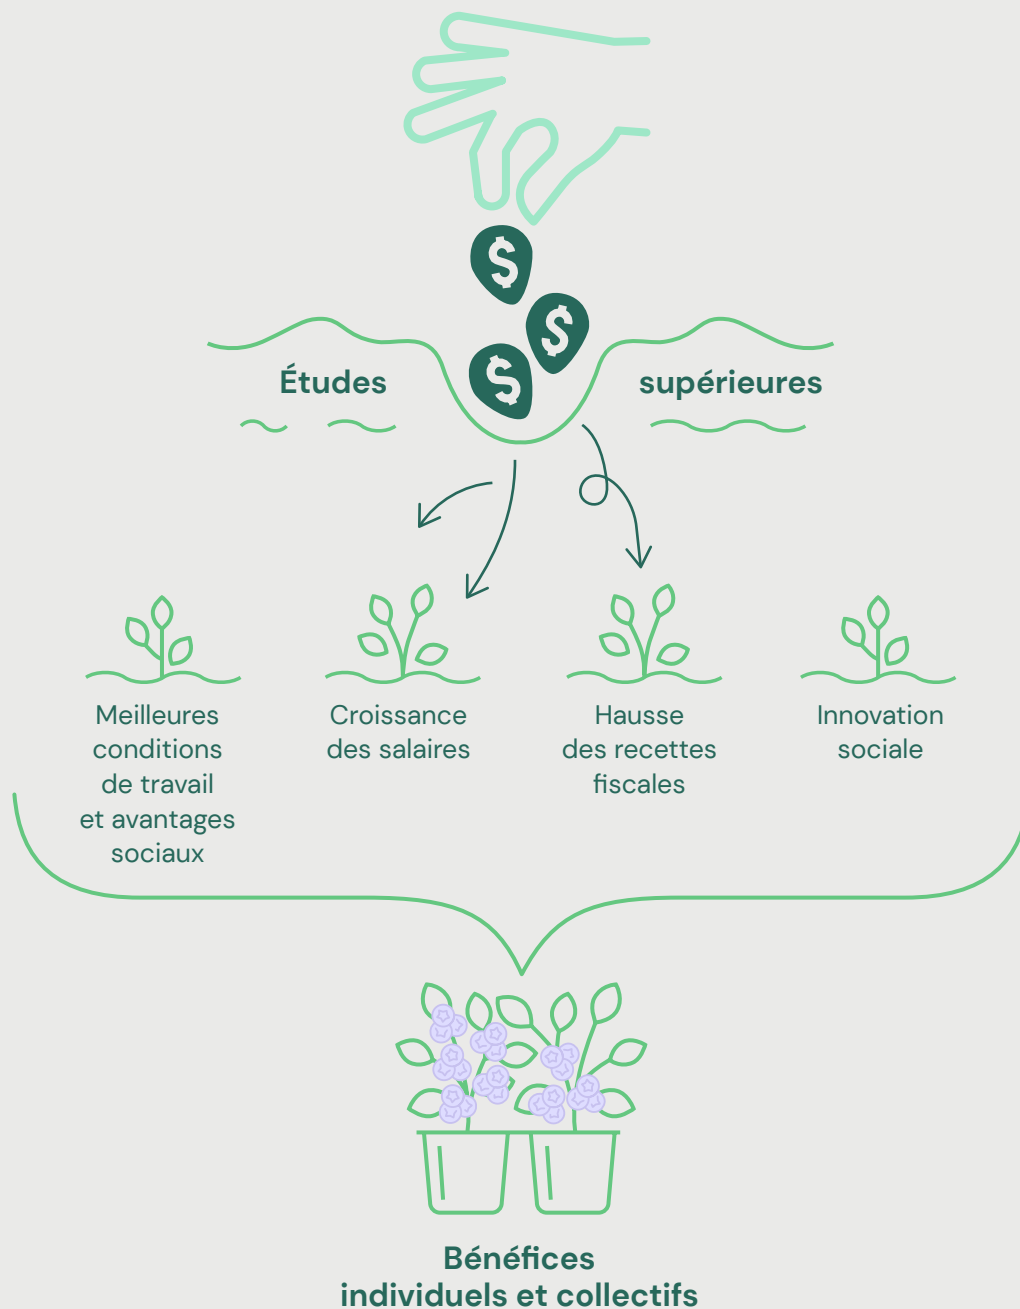 $
$
$
Études
supérieures
Meilleures
conditions
de travail
et avantages
sociaux
Croissance
des salaires
Hausse
des recettes
fiscales
Innovation
sociale
Bénéfices
individuels et collectifs